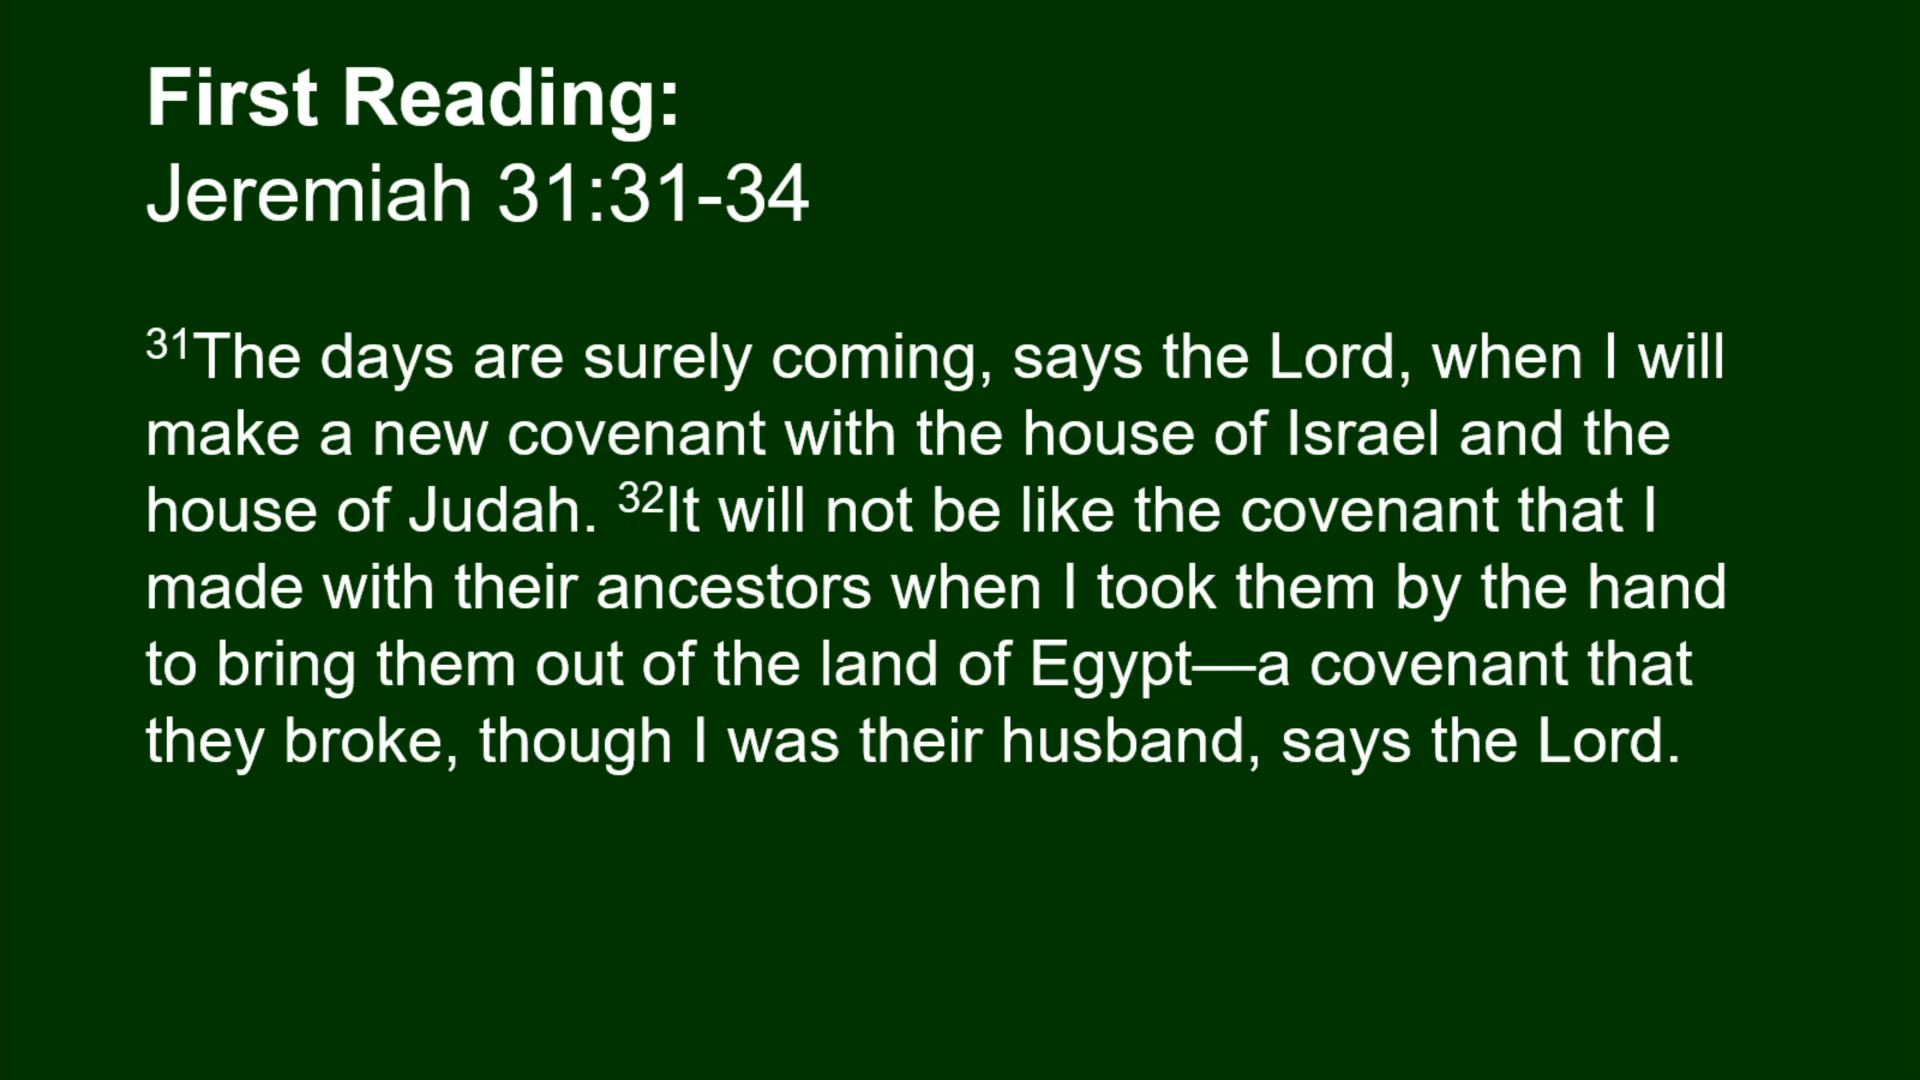 First Reading:
Jeremiah 31:31-34
³¹The days are surely coming, says the Lord, when I will
make a new covenant with the house of Israel and the
house of Judah. ³²It will not be like the covenant that I
made with their ancestors when I took them by the hand
to bring them out of the land of Egypt—a covenant that
they broke, though I was their husband, says the Lord.